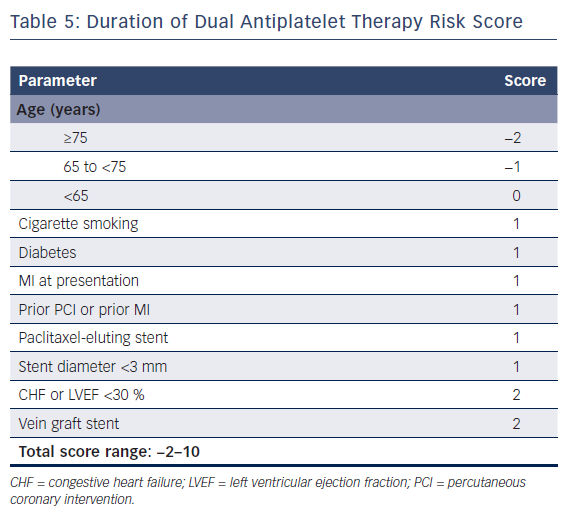 Table 5: Duration of Dual Antiplatelet Therapy Risk Score
Parameter Score
Age (years)
≥75 –2
65 to <75 –1
<65 0
Cigarette smoking 1
Diabetes 1
MI at presentation 1
Prior PCI or prior MI 1
Paclitaxel-eluting stent 1
Stent diameter <3 mm 1
CHF or LVEF <30 % 2
Vein graft stent 2
Total score range: –2–10
CHF = congestive heart failure; LVEF = left ventricular ejection fraction; PCI = percutaneous
coronary intervention.